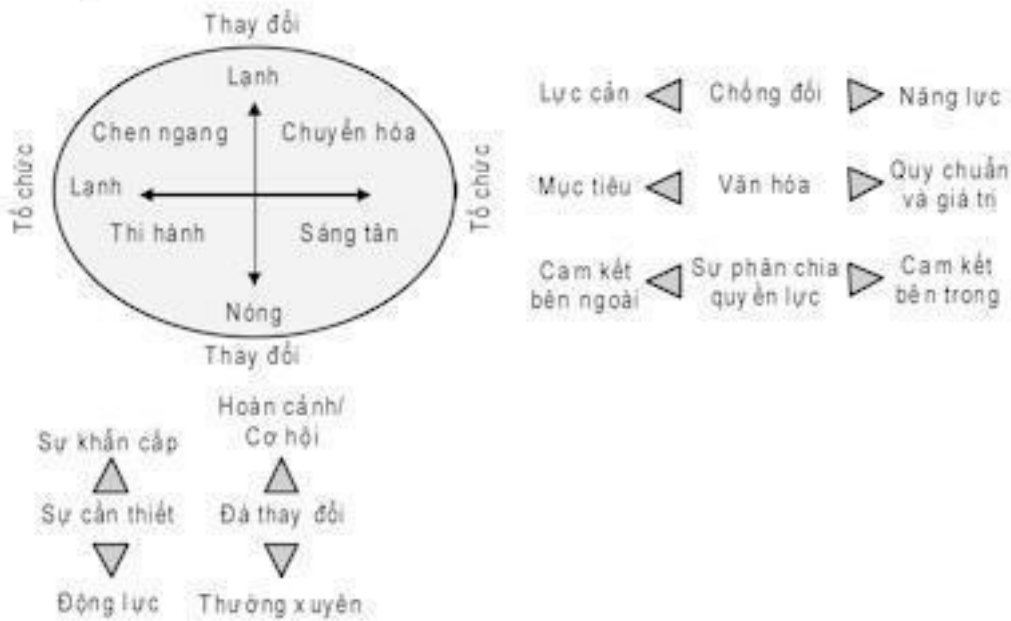 Thay đổi
Lạnh
Chen ngang
Chuyển hóa
Tổ chức
Lạnh
Tổ chức
Thi hành
Sáng tân
Nóng
Thay đổi
Lực cản
Chống đối
Năng lực
Mục tiêu
Văn hóa
Quy chuẩn
và giá trị
Cam kết
bên ngoài
Sự phân chia
quyền lực
Cam kết
bên trong
Sự khẩn cấp
Sự cần thiết
Động lực
Hoàn cảnh/
Cơ hội
Đà thay đổi
Thường xuyên